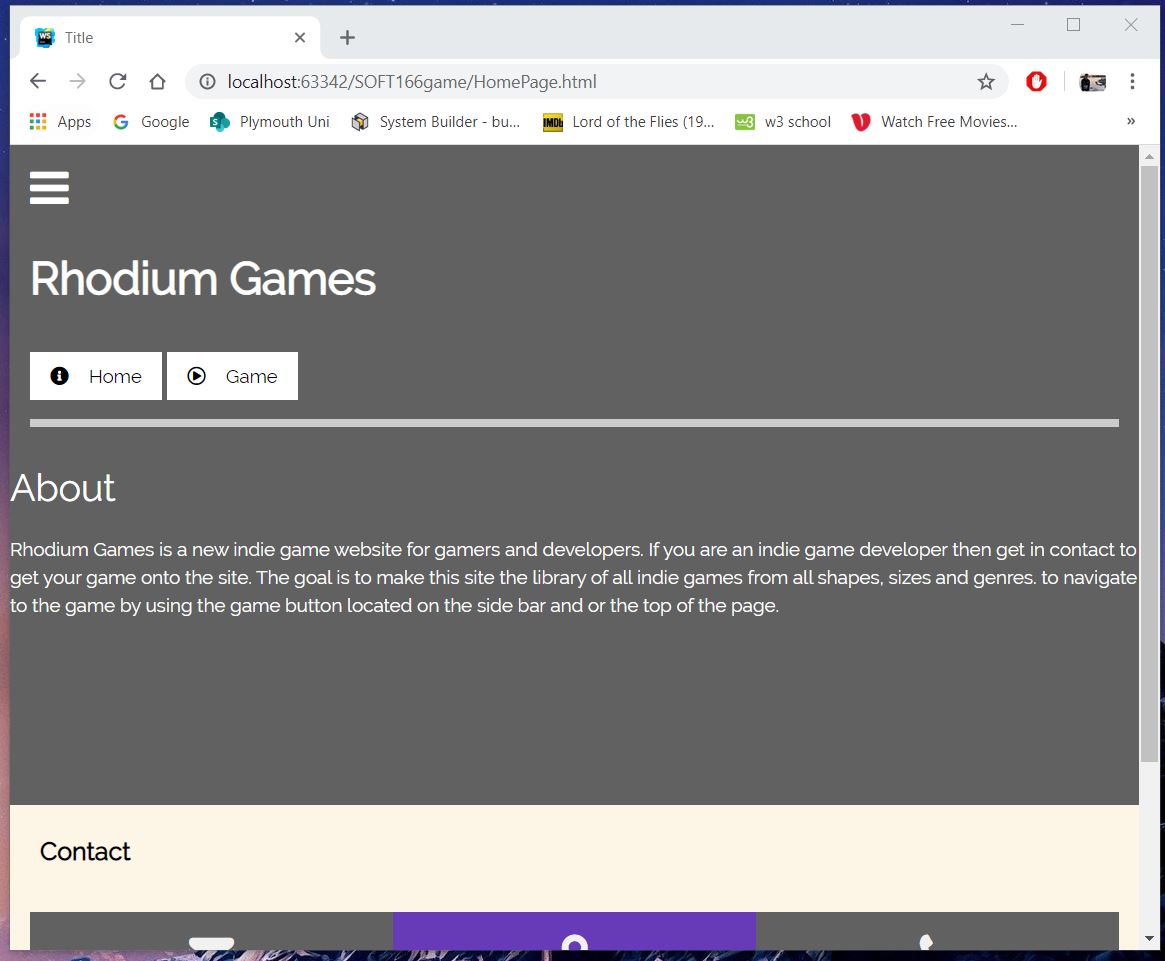 Title
localhost:63342/SOFT166game/HomePage.html
Apps Google Plymouth Uni System Builder - bu... IMDb Lord of the Flies (19... w3 school Watch Free Movies... »
Rhodium Games
Home Game
About
Rhodium Games is a new indie game website for gamers and developers. If you are an indie game developer then get in contact to
get your game onto the site. The goal is to make this site the library of all indie games from all shapes, sizes and genres. to navigate
to the game by using the game button located on the side bar and or the top of the page.
Contact